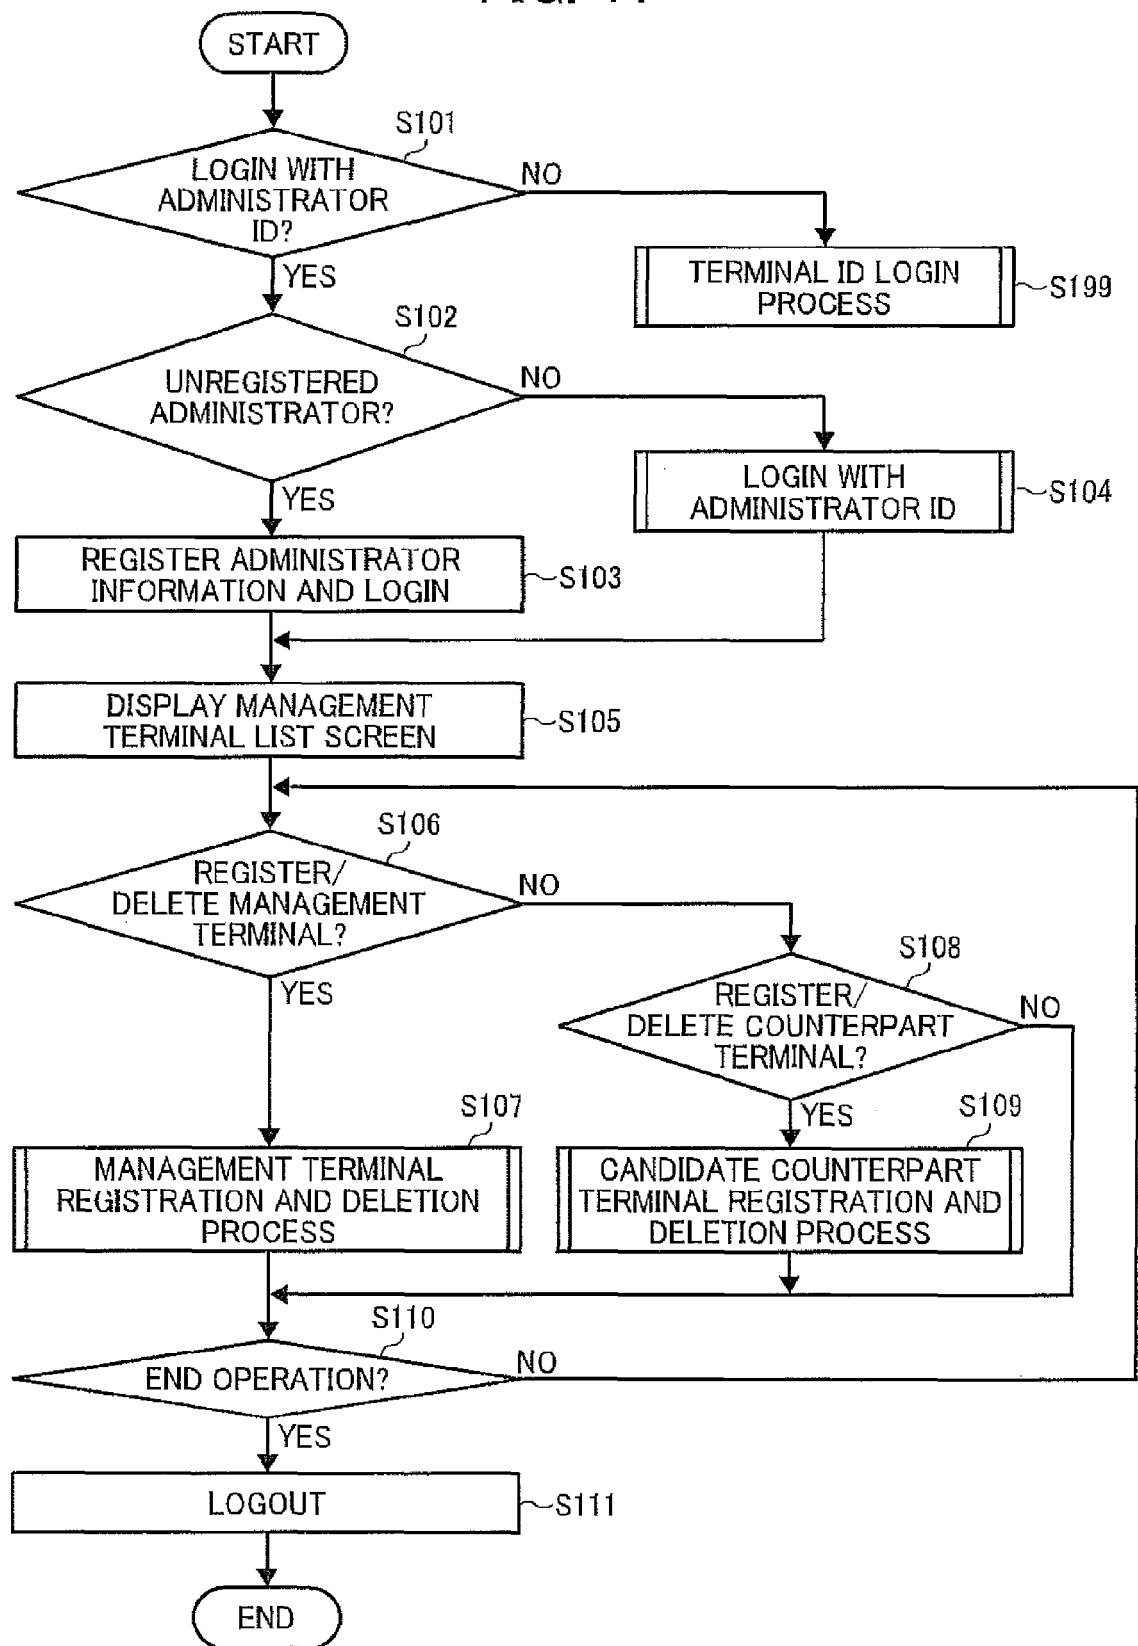 START
S101
LOGIN WITH
ADMINISTRATOR
ID?
NO
YES
TERMINAL ID LOGIN
PROCESS
S199
S102
UNREGISTERED
ADMINISTRATOR?
NO
YES
LOGIN WITH
ADMINISTRATOR ID
S104
REGISTER ADMINISTRATOR
INFORMATION AND LOGIN
S103
DISPLAY MANAGEMENT
TERMINAL LIST SCREEN
S105
S106
REGISTER/
DELETE MANAGEMENT
TERMINAL?
NO
YES
S108
REGISTER/
DELETE COUNTERPART
TERMINAL?
NO
YES
S107
MANAGEMENT TERMINAL
REGISTRATION AND DELETION
PROCESS
S109
CANDIDATE COUNTERPART
TERMINAL REGISTRATION AND
DELETION PROCESS
S110
END OPERATION?
NO
YES
LOGOUT
S111
END